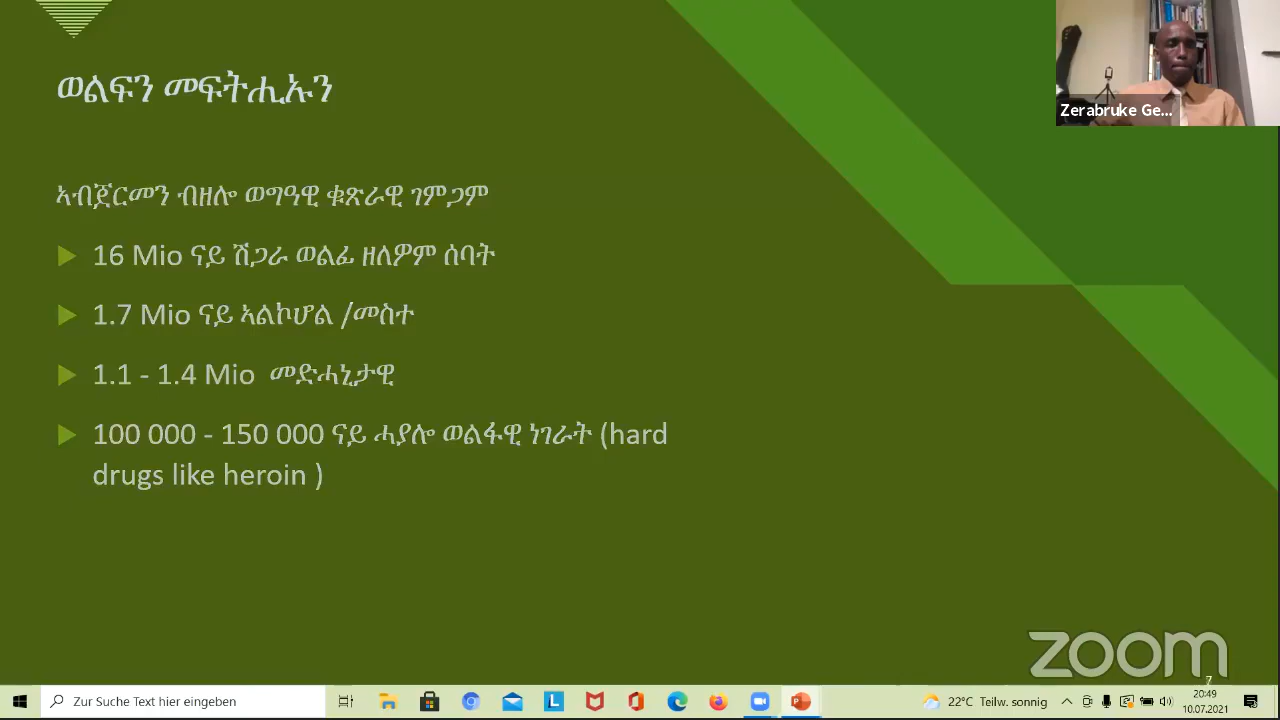 ወልፍን መፍትሒኡን
Zerabruke Ge...
ኣብጀርመን ብዘሎ ወግዓዊ ቁጽራዊ ገምጋም
16 Mio ናይ ሽጋራ ወልፊ ዘለዎም ሰባት
1.7 Mio ናይ ኣልኮሆል /መስተ
1.1 - 1.4 Mio መድሓኒታዊ
100 000 - 150 000 ናይ ሓያሎ ወልፋዊ ነገራት (hard
drugs like heroin )
zoom
7
Zur Suche Text hier eingeben
22°C Teilw. sonnig
20:49
10.07.2021